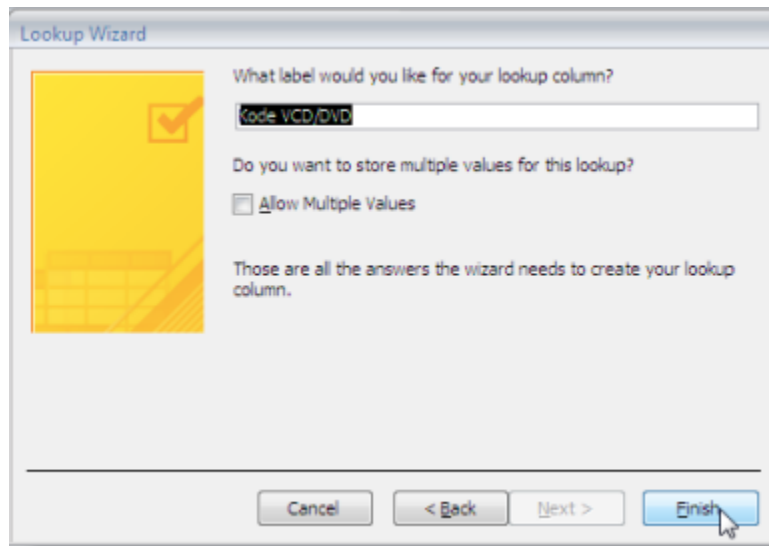 Lookup Wizard
What label would you like for your lookup column?
Kode VCD/DVD
Do you want to store multiple values for this lookup?
Allow Multiple Values
Those are all the answers the wizard needs to create your lookup
column.
Cancel
< Back
Next >
Finish